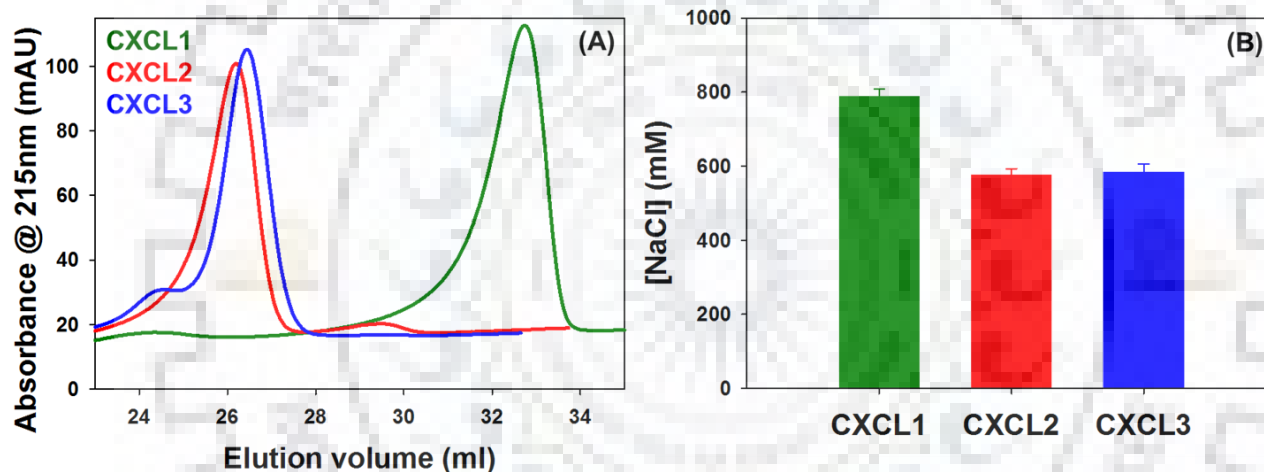 CXCL1
CXCL2
CXCL3
(A)
Absorbance @ 215nm (mAU)
100
80
60
40
20
0
24
26
28
30
32
34
Elution volume (ml)
(B)
[NaCl] (mM)
1000
800
600
400
200
0
CXCL1
CXCL2
CXCL3